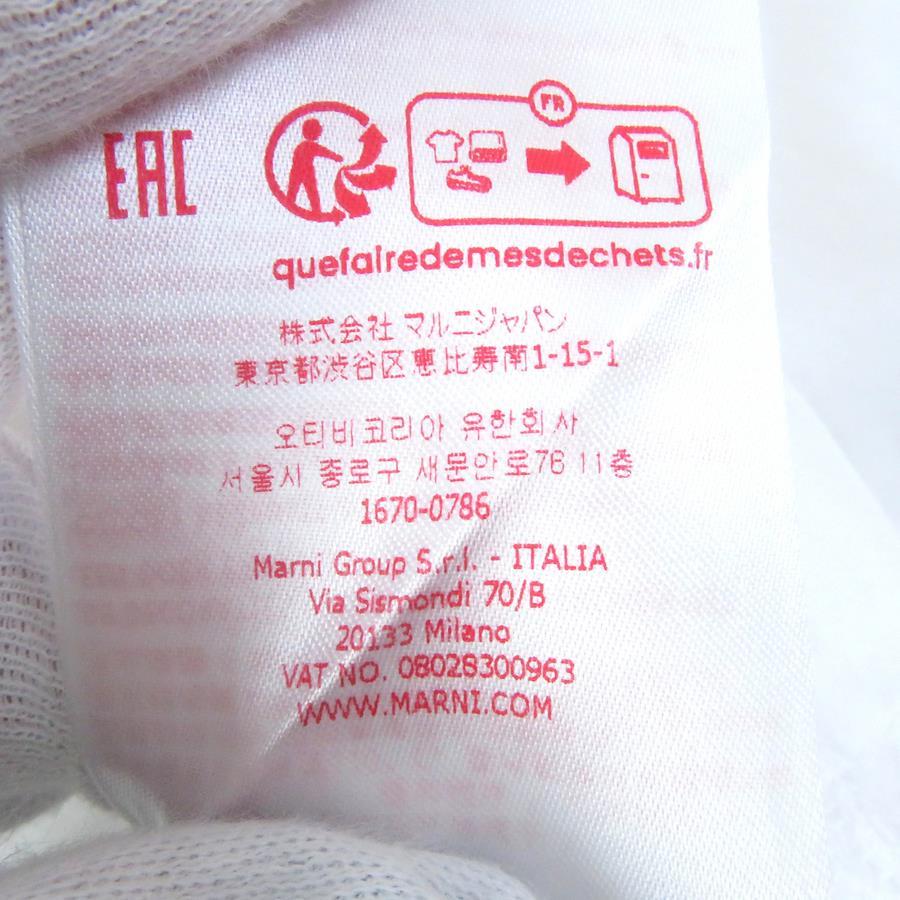 EAC
FR
quefairedemesdechets.fr
株式会社 マルニジャパン
東京都渋谷区恵比寿南1-15-1
오티비코리아 유한회사
서울시 종로구 새문안로76 11층
1670-0786
Marni Group S.r.l. - ITALIA
Via Sismondi 70/B
20133 Milano
VAT NO. 08028300963
WWW.MARNI.COM